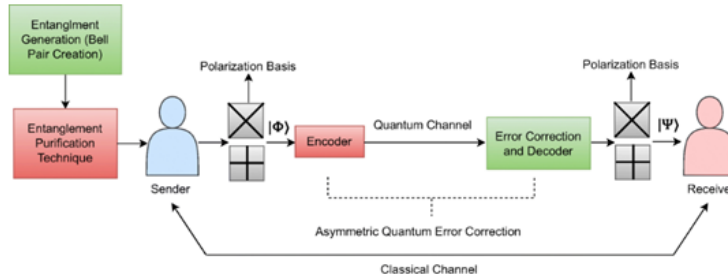 Entanglment
Generation (Bell
Pair Creation)
Polarization Basis
Polarization Basis
Entanglement
Purification
Technique
|Φ⟩
Encoder
Quantum Channel
Error Correction
and Decoder
|Ψ⟩
Sender
Receive
Asymmetric Quantum Error Correction
Classical Channel